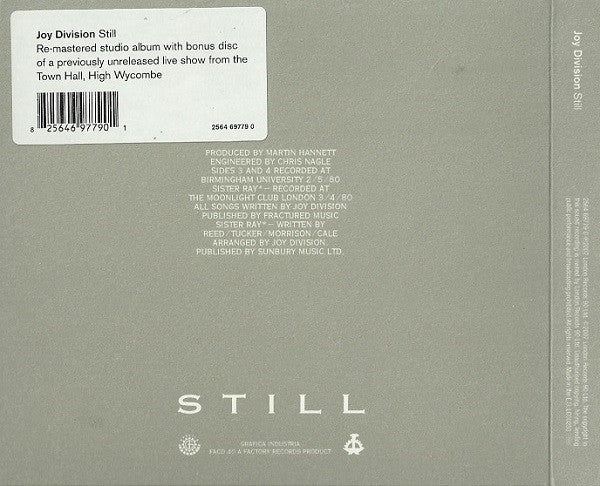 Joy Division Still
Re-mastered studio album with bonus disc
of a previously unreleased live show from the
Town Hall, High Wycombe
8 25646 97790 1
2564 69779 0
PRODUCED BY MARTIN HANNETT
ENGINEERED BY CHRIS NAGLE
SIDES 3 AND 4 RECORDED AT
BIRMINGHAM UNIVERSITY 2/5/80
SISTER RAY* – RECORDED AT
THE MOONLIGHT CLUB LONDON 3/4/80
ALL SONGS WRITTEN BY JOY DIVISION
PUBLISHED BY FRACTURED MUSIC
SISTER RAY* – WRITTEN BY
REED/TUCKER/MORRISON/CALE
ARRANGED BY JOY DIVISION.
PUBLISHED BY SUNBURY MUSIC LTD.
STILL
GRAFICA INDUSTRIA
FACD 40 A FACTORY RECORDS PRODUCT
Joy Division Still